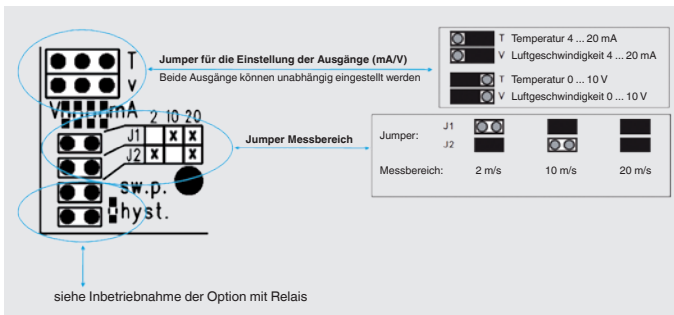 T
V
V mA
2 10 20
J1 X X
J2 X X
sw.p.
hyst.
Jumper für die Einstellung der Ausgänge (mA/V)
Beide Ausgänge können unabhängig eingestellt werden
T Temperatur 4 ... 20 mA
V Luftgeschwindigkeit 4 ... 20 mA
T Temperatur 0 ... 10 V
V Luftgeschwindigkeit 0 ... 10 V
Jumper Messbereich
Jumper: J1
J2
Messbereich: 2 m/s 10 m/s 20 m/s
siehe Inbetriebnahme der Option mit Relais